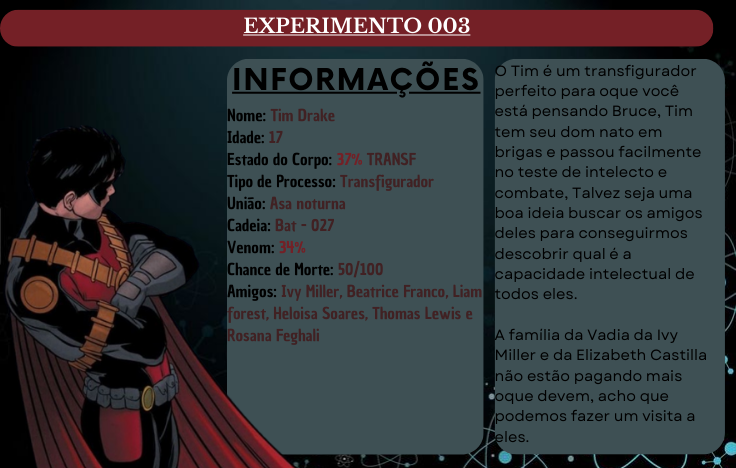 EXPERIMENTO 003
INFORMAÇÕES
Nome: Tim Drake
Idade: 17
Estado do Corpo: 37% TRANSF
Tipo de Processo: Transfigurador
União: Asa noturna
Cadeia: Bat - 027
Venom: 34%
Chance de Morte: 50/100
Amigos: Ivy Miller, Beatrice Franco, Liam
forest, Heloisa Soares, Thomas Lewis e
Rosana Feghali
O Tim é um transfigurador
perfeito para oque você
está pensando Bruce, Tim
tem seu dom nato em
brigas e passou facilmente
no teste de intelecto e
combate, Talvez seja uma
boa ideia buscar os amigos
deles para conseguirmos
descobrir qual é a
capacidade intelectual de
todos eles.
A familia da Vadia da Ivy
Miller e da Elizabeth Castilla
não estão pagando mais
oque devem, acho que
podemos fazer um visita a
eles.